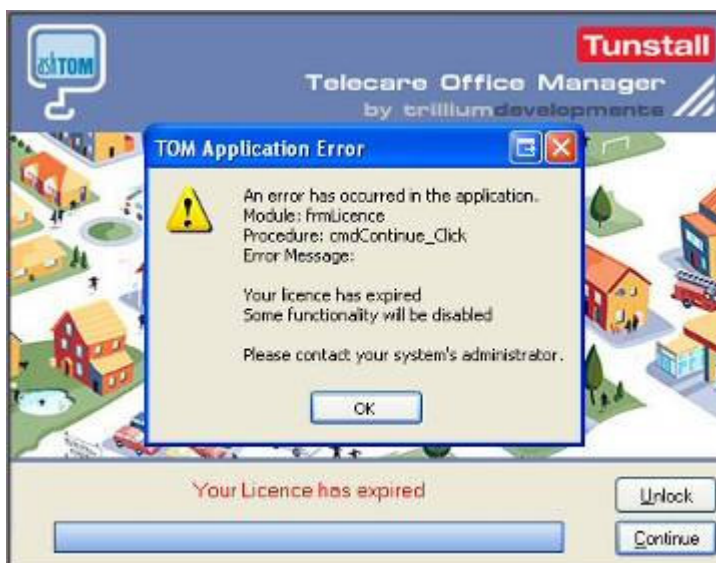 ashTOM
Tunstall
Telecare Office Manager
by trilliumdevelopments
TOM Application Error
An error has occurred in the application.
Module: frmLicence
Procedure: cmdContinue_Click
Error Message:
Your licence has expired
Some functionality will be disabled
Please contact your system's administrator.
OK
Your Licence has expired
Unlock
Continue